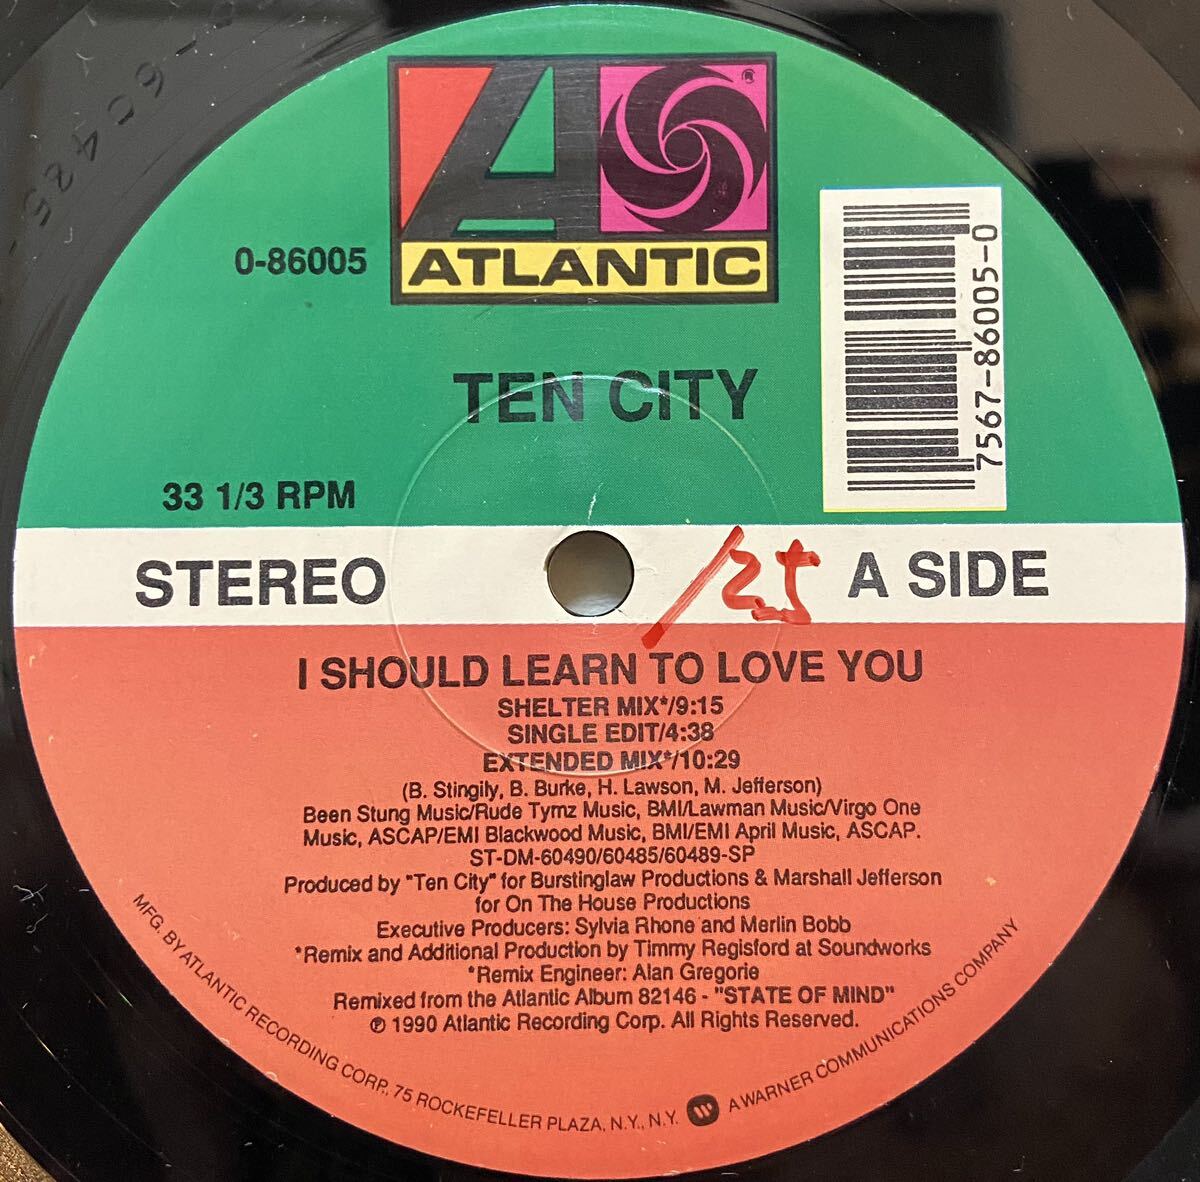 ATLANTIC
0-86005
7567-86005-0
TEN CITY
33 1/3 RPM
STEREO
125
A SIDE
I SHOULD LEARN TO LOVE YOU
SHELTER MIX*/9:15
SINGLE EDIT/4:38
EXTENDED MIX*/10:29
(B. Stingily, B. Burke, H. Lawson, M. Jefferson)
Been Stung Music/Rude Tymz Music, BMI/Lawman Music/Virgo One
Music, ASCAP/EMI Blackwood Music, BMI/EMI April Music, ASCAP.
ST-DM-60490/60485/60489-SP
Produced by "Ten City" for Burstinglaw Productions & Marshall Jefferson
for On The House Productions
Executive Producers: Sylvia Rhone and Merlin Bobb
*Remix and Additional Production by Timmy Regisford at Soundworks
*Remix Engineer: Alan Gregorie
Remixed from the Atlantic Album 82146 - "STATE OF MIND"
℗ 1990 Atlantic Recording Corp. All Rights Reserved.
MFG. BY ATLANTIC RECORDING CORP., 75 ROCKEFELLER PLAZA, N.Y., N.Y. A WARNER COMMUNICATIONS COMPANY